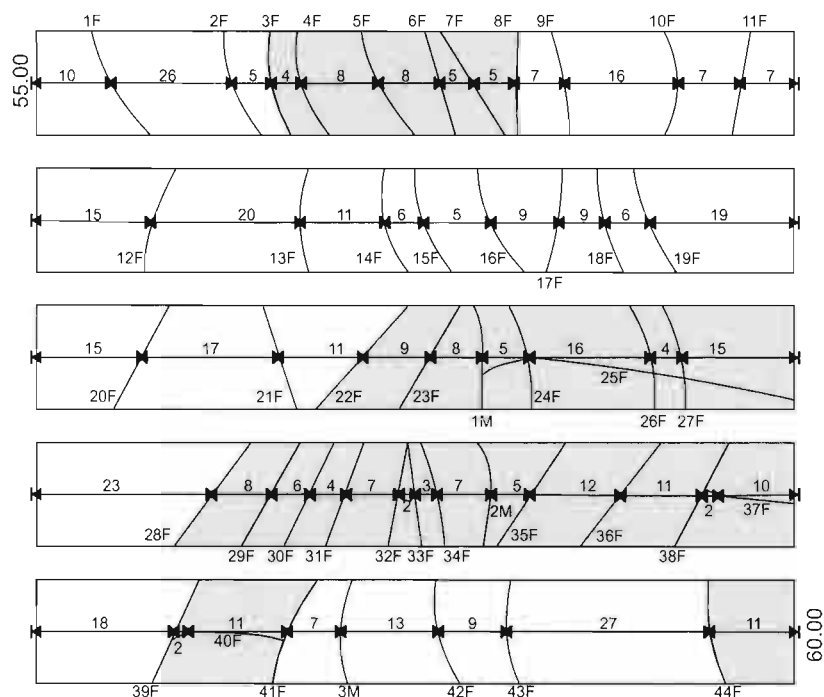 1F 2F 3F 4F 5F 6F 7F 8F 9F 10F 11F
55.00
10 26 5 4 8 8 5 5 7 16 7 7
15 20 11 6 5 9 9 6 19
12F 13F 14F 15F 16F 17F 18F 19F
15 17 11 9 8 5 16 4 15
25F
20F 21F 22F 23F 1M 24F 26F 27F
23 8 6 4 7 2 3 7 5 12 11 2 10
2M 37F
28F 29F 30F 31F 32F 33F 34F 35F 36F 38F
18 2 11 7 13 9 27 11
40F
60.00
39F 41F 3M 42F 43F 44F